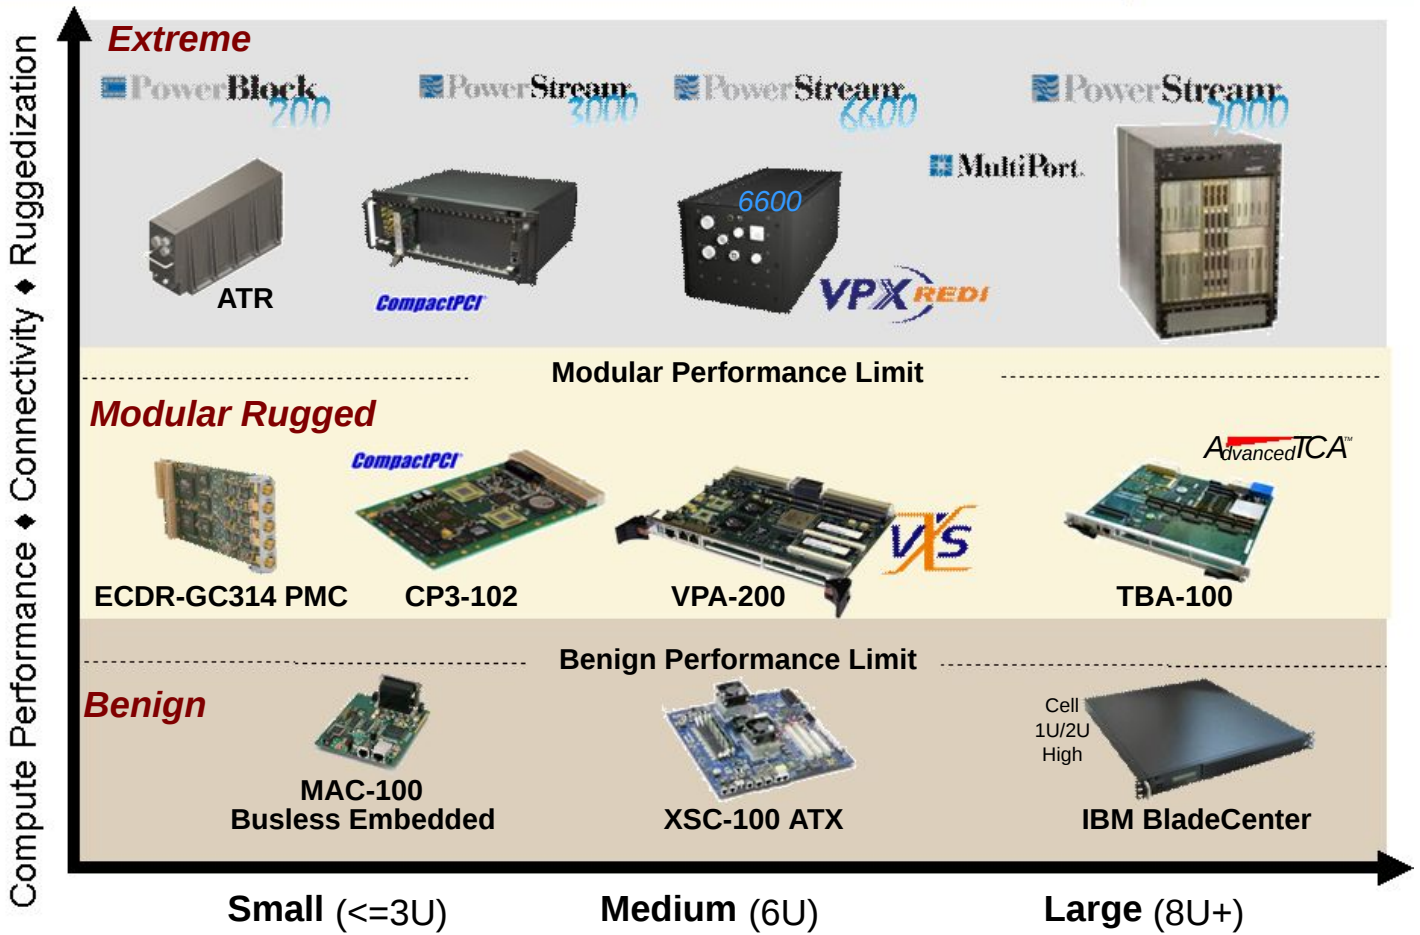 Compute Performance ♦ Connectivity ♦ Ruggedization
Extreme
PowerBlock 200
PowerStream 3000
PowerStream 6600
PowerStream 7000
MultiPort
6600
ATR
CompactPCI
VPX REDI
Modular Performance Limit
Modular Rugged
CompactPCI
AdvancedTCA™
VXS
ECDR-GC314 PMC
CP3-102
VPA-200
TBA-100
Benign Performance Limit
Benign
Cell
1U/2U
High
MAC-100
Busless Embedded
XSC-100 ATX
IBM BladeCenter
Small (<=3U)
Medium (6U)
Large (8U+)